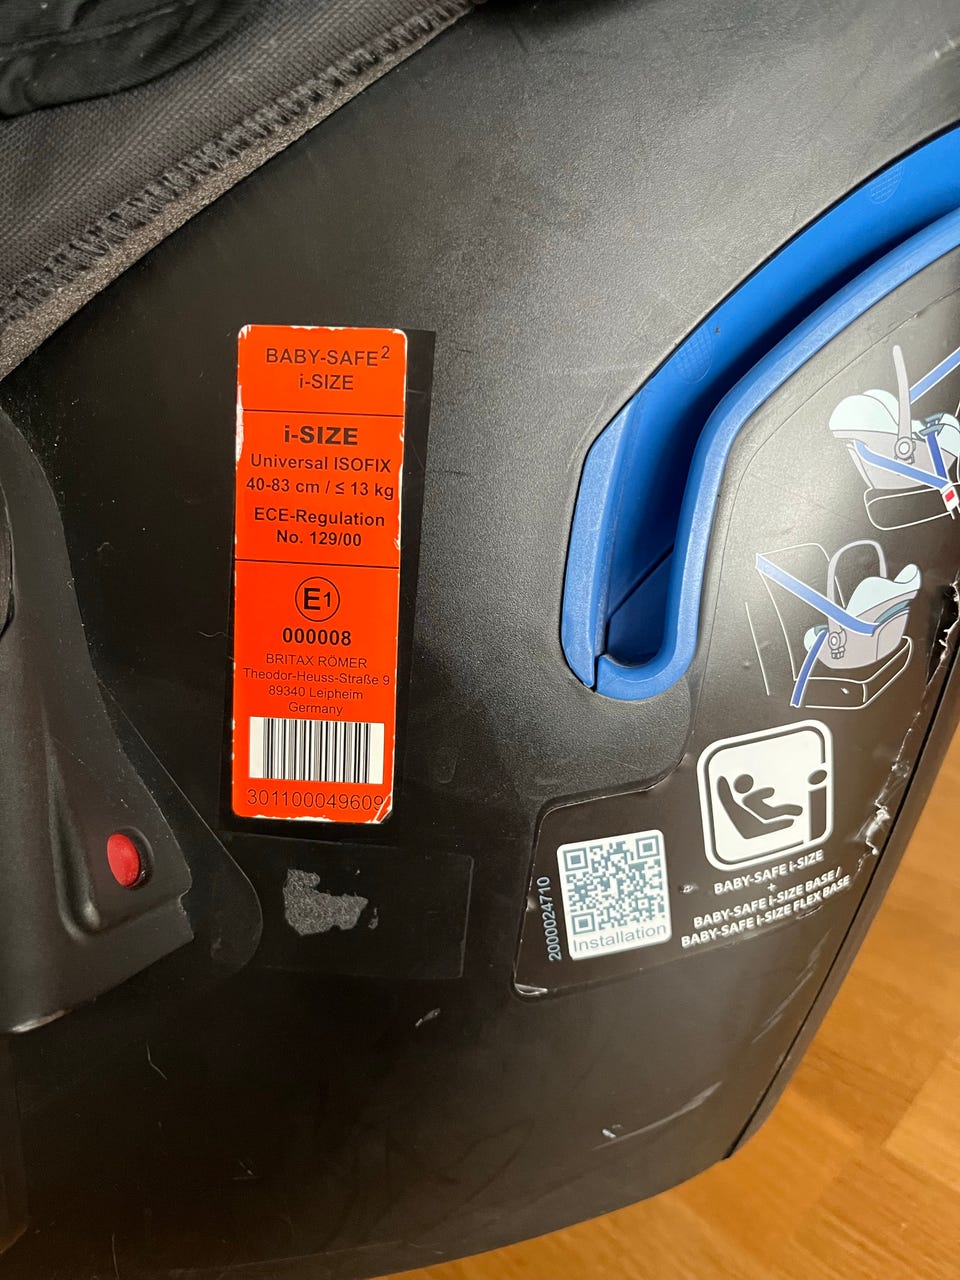 BABY-SAFE²
i-SIZE
i-SIZE
Universal ISOFIX
40-83 cm / ≤ 13 kg
ECE-Regulation
No. 129/00
E1
000008
BRITAX RÖMER
Theodor-Heuss-Straße 9
89340 Leipheim
Germany
301100049609
2000024710
Installation
BABY-SAFE i-SIZE
+
BABY-SAFE i-SIZE BASE /
BABY-SAFE i-SIZE FLEX BASE